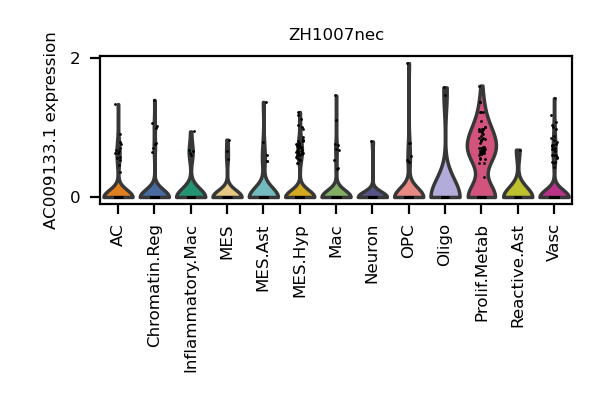 ZH1007nec
AC009133.1 expression
2
0
AC
Chromatin.Reg
Inflammatory.Mac
MES
MES.Ast
MES.Hyp
Mac
Neuron
OPC
Oligo
Prolif.Metab
Reactive.Ast
Vasc